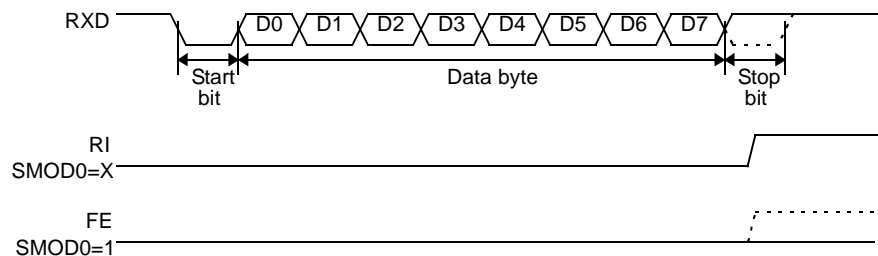 RXD
D0 D1 D2 D3 D4 D5 D6 D7
Start
bit
Data byte
Stop
bit
RI
SMOD0=X
FE
SMOD0=1